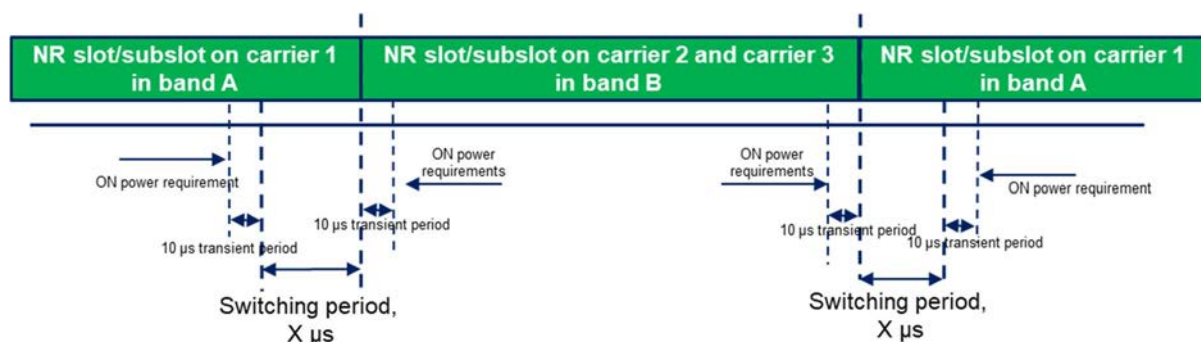 NR slot/subslot on carrier 1
in band A
NR slot/subslot on carrier 2 and carrier 3
in band B
NR slot/subslot on carrier 1
in band A
ON power requirement
ON power
requirements
ON power
requirements
ON power requirement
10 µs transient period
10 µs transient period
10 µs transient period
10 µs transient period
Switching period,
X µs
Switching period,
X µs